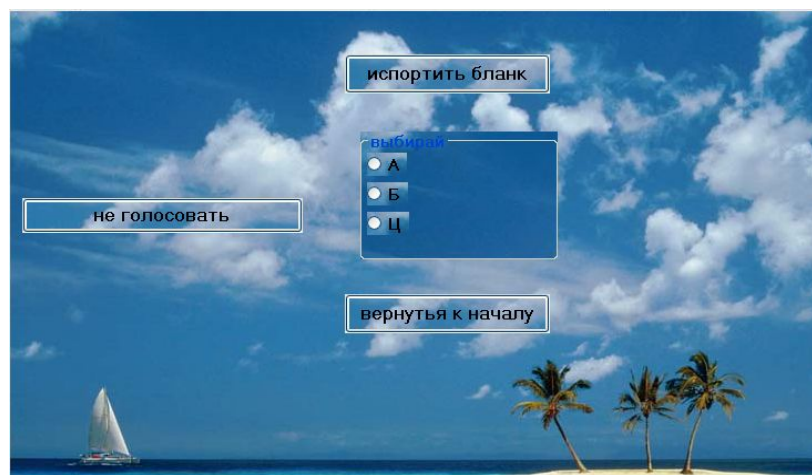 испортить бланк
выбирай
А
Б
Ц
не голосовать
вернутья к началу